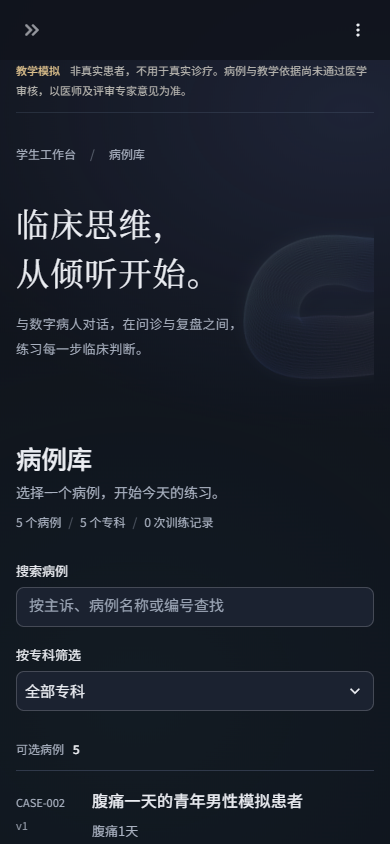 教学模拟 非真实患者，不用于真实诊疗。病例与教学依据尚未通过医学
审核，以医师及评审专家意见为准。
学生工作台 / 病例库
临床思维，
从倾听开始。
与数字病人对话，在问诊与复盘之间，
练习每一步临床判断。
病例库
选择一个病例，开始今天的练习。
5 个病例 / 5 个专科 / 0 次训练记录
搜索病例
按主诉、病例名称或编号查找
按专科筛选
全部专科
可选病例 5
CASE-002 腹痛一天的青年男性模拟患者
v1 腹痛1天